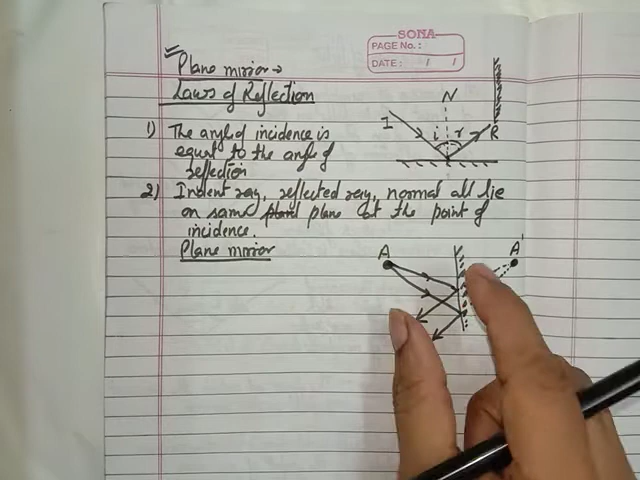 SONA
PAGE No. :
DATE : / /
Plane mirror→
Laws of Reflection
N
I
i r
R
1) The angle of incidence is
equal to the angle of
reflection
2) Indent ray, reflected ray, normal all lie
on same plane at the point of
incidence.
Plane mirror
A
A'